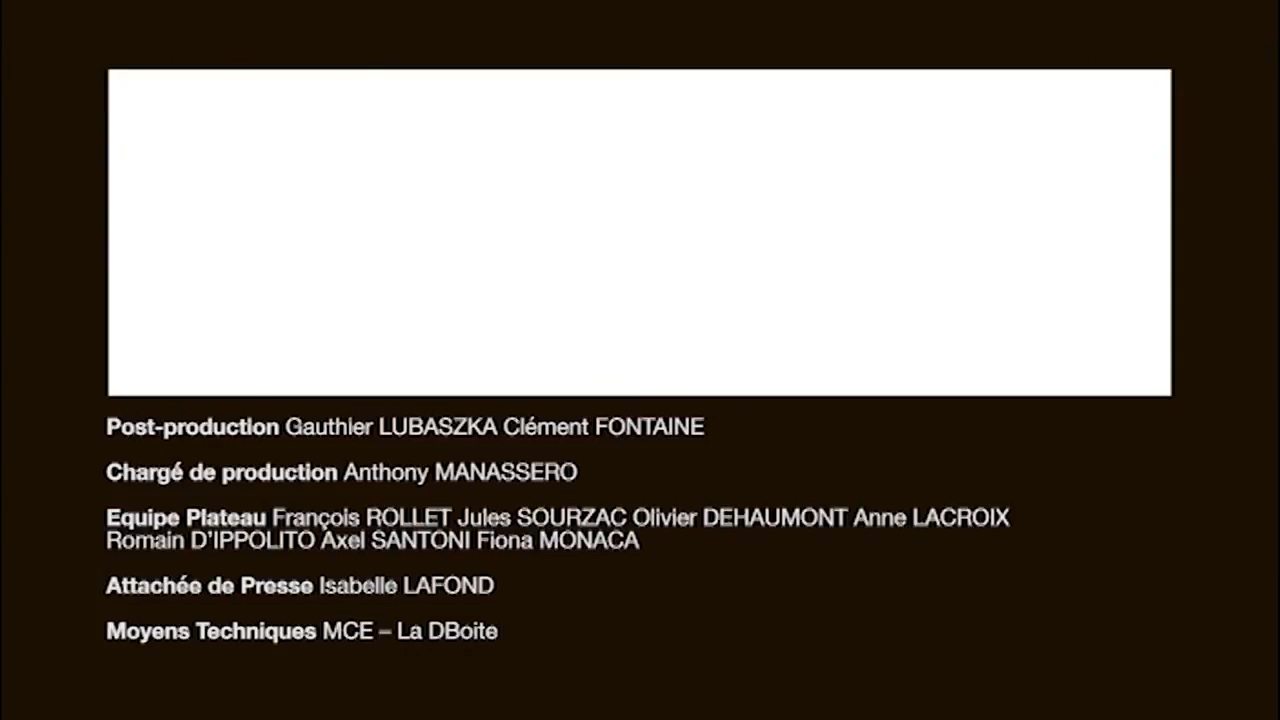 Post-production Gauthier LUBASZKA Clément FONTAINE
Chargé de production Anthony MANASSERO
Equipe Plateau François ROLLET Jules SOURZAC Olivier DEHAUMONT Anne LACROIX
Romain D'IPPOLITO Axel SANTONI Fiona MONACA
Attachée de Presse Isabelle LAFOND
Moyens Techniques MCE – La DBoite